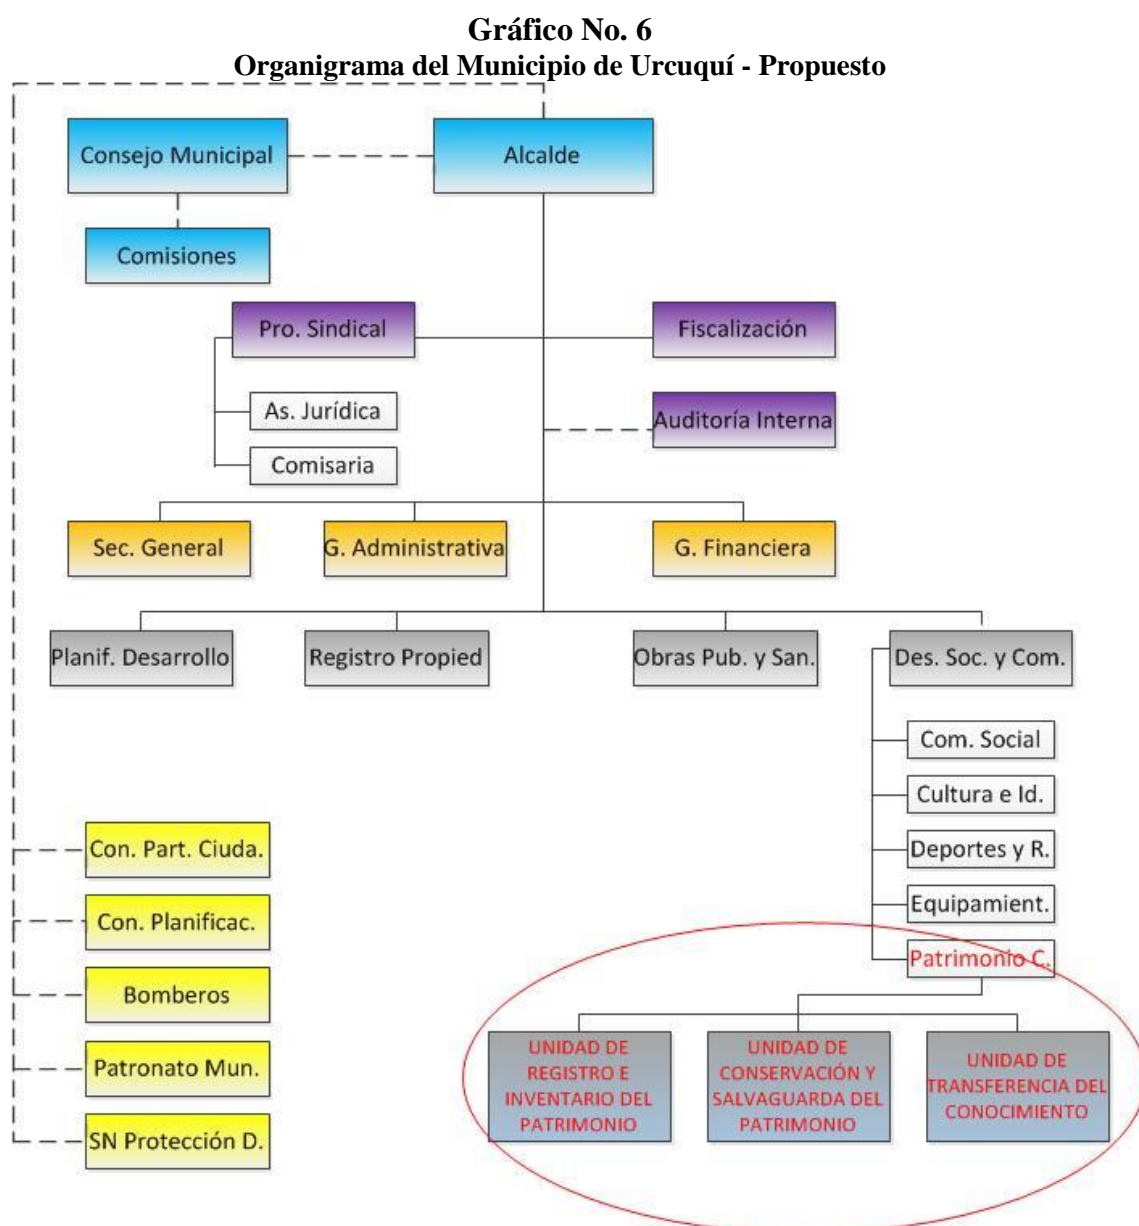 Gráfico No. 6
Organigrama del Municipio de Urcuquí - Propuesto
Consejo Municipal
Alcalde
Comisiones
Pro. Sindical
Fiscalización
As. Jurídica
Auditoría Interna
Comisaria
Sec. General
G. Administrativa
G. Financiera
Planif. Desarrollo
Registro Propied
Obras Pub. y San.
Des. Soc. y Com.
Com. Social
Cultura e Id.
Deportes y R.
Equipamient.
Patrimonio C.
Con. Part. Ciuda.
Con. Planificac.
Bomberos
Patronato Mun.
SN Protección D.
UNIDAD DE
REGISTRO E
INVENTARIO DEL
PATRIMONIO
UNIDAD DE
CONSERVACIÓN Y
SALVAGUARDA DEL
PATRIMONIO
UNIDAD DE
TRANSFERENCIA DEL
CONOCIMIENTO